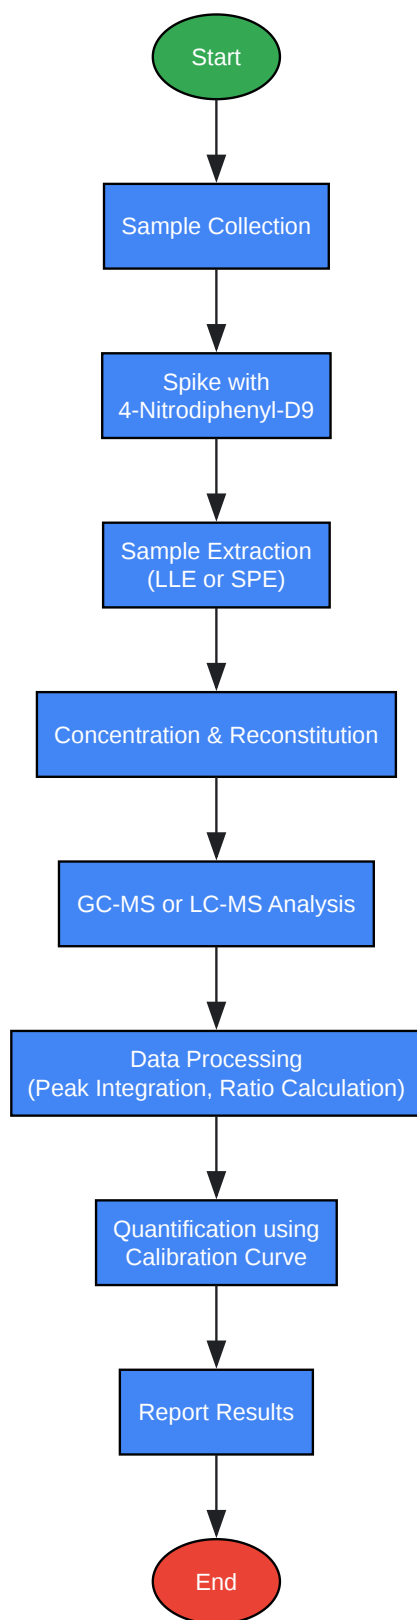 Start
Sample Collection
Spike with
4-Nitrodiphenyl-D9
Sample Extraction
(LLE or SPE)
Concentration & Reconstitution
GC-MS or LC-MS Analysis
Data Processing
(Peak Integration, Ratio Calculation)
Quantification using
Calibration Curve
Report Results
End